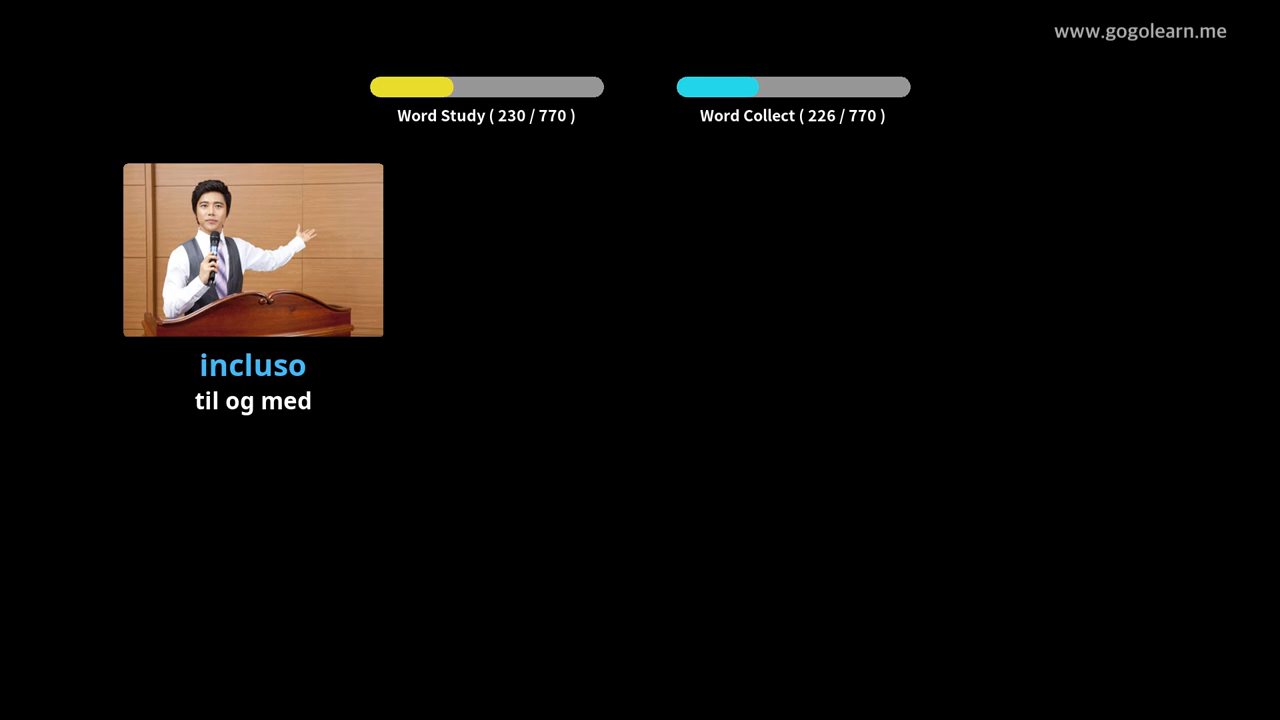 www.gogolearn.me
Word Study ( 230 / 770 )
Word Collect ( 226 / 770 )
incluso
til og med